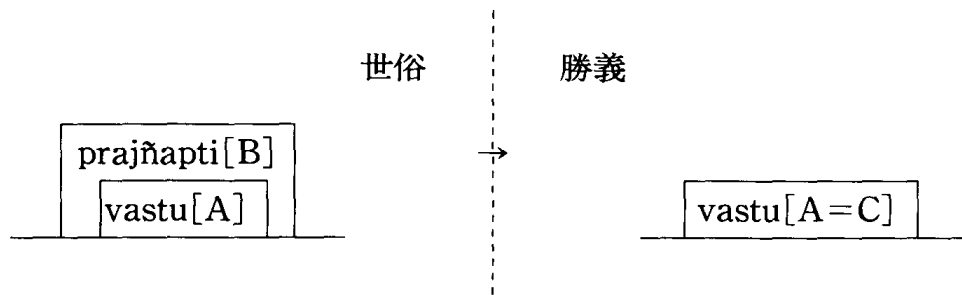 世俗 勝義
prajñapti[B] →
vastu[A] vastu[A=C]